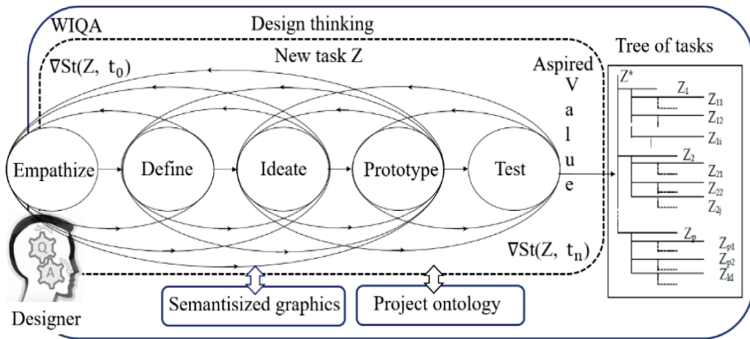 WIQA
Design thinking
New task Z
∇St(Z, t₀)
Aspired
Value
Empathize
Define
Ideate
Prototype
Test
∇St(Z, tₙ)
Q
A
Designer
Semantisized graphics
Project ontology
Tree of tasks
Z*
Z₁
Z₁₁
Z₁₂
Z₁ᵢ
Z₂
Z₂₁
Z₂₂
Z₂ⱼ
Zₚ
Zₚ₁
Zₚ₂